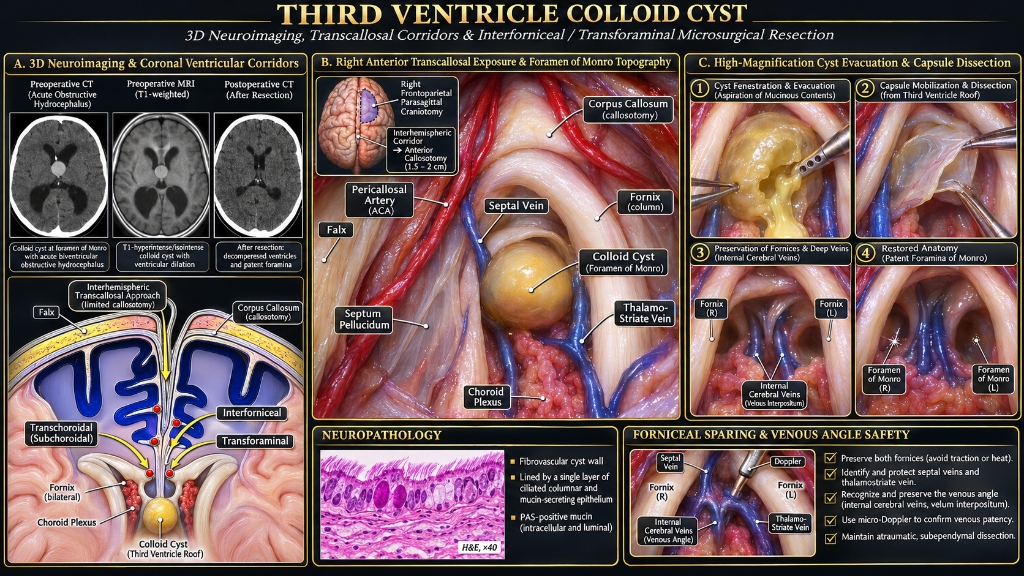 THIRD VENTRICLE COLLOID CYST
3D Neuroimaging, Transcallosal Corridors & Interforniceal / Transforaminal Microsurgical Resection
A. 3D Neuroimaging & Coronal Ventricular Corridors
Preoperative CT
(Acute Obstructive
Hydrocephalus)
Preoperative MRI
(T1-weighted)
Postoperative CT
(After Resection)
Colloid cyst at foramen of Monro
with acute biventricular
obstructive hydrocephalus
T1-hyperintense/isointense
colloid cyst with
ventricular dilation
After resection:
decompressed ventricles
and patent foramina
Interhemispheric
Transcallosal Approach
(limited callosotomy)
Falx
Corpus Callosum
(callosotomy)
Transchoroidal
(Subchoroidal)
Interforniceal
Transforaminal
Fornix
(bilateral)
Choroid Plexus
Colloid Cyst
(Third Ventricle Roof)
B. Right Anterior Transcallosal Exposure & Foramen of Monro Topography
Right
Frontoparietal
Parasagittal
Craniotomy
Interhemispheric
Corridor
→ Anterior
Callosotomy
(1.5 – 2 cm)
Corpus Callosum
(callosotomy)
Pericallosal
Artery
(ACA)
Septal Vein
Fornix
(column)
Falx
Colloid Cyst
(Foramen of Monro)
Septum
Pellucidum
Thalamo-
Striate Vein
Choroid
Plexus
C. High-Magnification Cyst Evacuation & Capsule Dissection
1 Cyst Fenestration & Evacuation
(Aspiration of Mucinous Contents)
2 Capsule Mobilization & Dissection
(from Third Ventricle Roof)
3 Preservation of Fornices & Deep Veins
(Internal Cerebral Veins)
Fornix
(R)
Fornix
(L)
Internal
Cerebral Veins
(Velous Interpositum)
4 Restored Anatomy
(Patent Foramina of Monro)
Foramen
of Monro
(R)
Foramen
of Monro
(L)
NEUROPATHOLOGY
H&E, ×40
Fibrovascular cyst wall
Lined by a single layer of
ciliated columnar and
mucin-secreting epithelium
PAS-positive mucin
(intracellular and luminal)
FORNICEAL SPARING & VENOUS ANGLE SAFETY
Septal
Vein
Doppler
Fornix
(R)
Fornix
(L)
Internal
Cerebral Veins
(Venous Angle)
Thalamo-
Striate Vein
Preserve both fornices (avoid traction or heat).
Identify and protect septal veins and
thalamostriate vein.
Recognize and preserve the venous angle
(internal cerebral veins, velum interpositum).
Use micro-Doppler to confirm venous patency.
Maintain atraumatic, subependymal dissection.